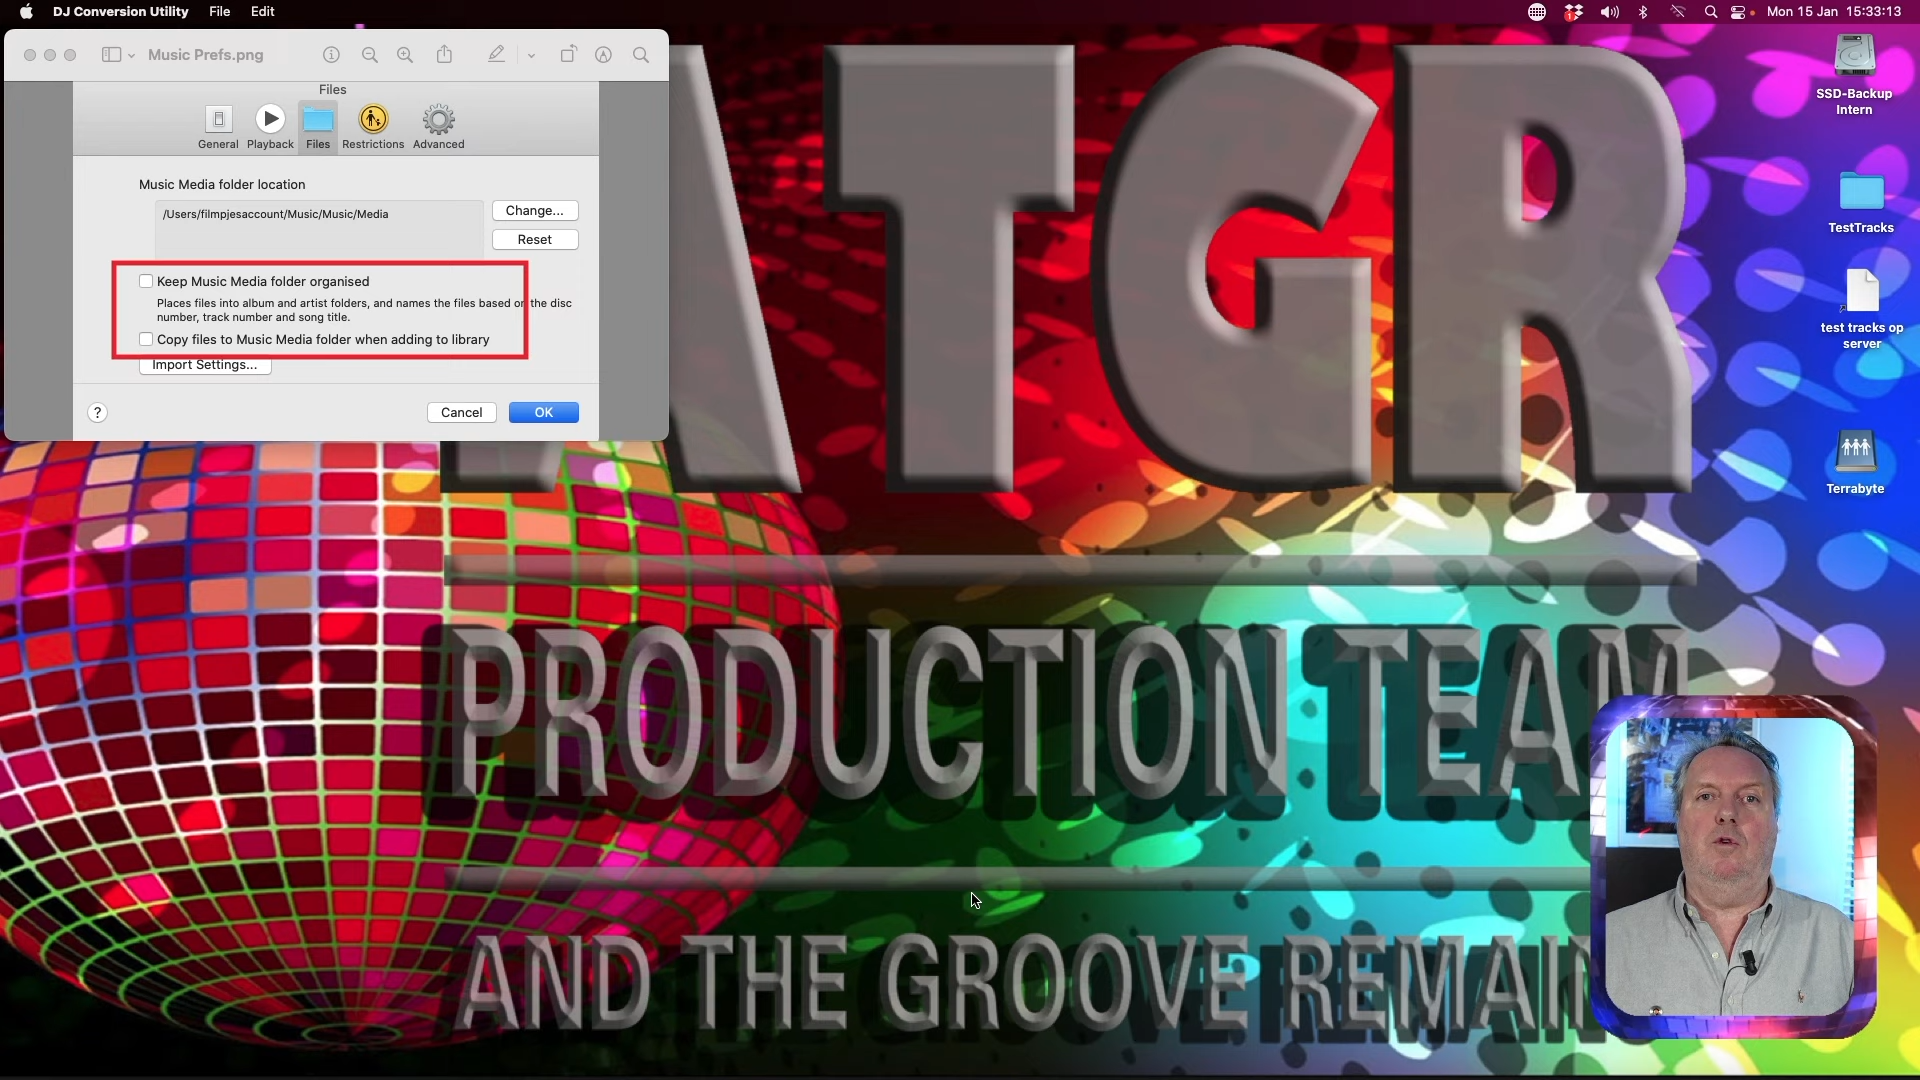 DJ Conversion Utility File Edit
Mon 15 Jan 15:33:13
Music Prefs.png
Files
General Playback Files Restrictions Advanced
Music Media folder location
/Users/filmpjesaccount/Music/Music/Media
Change...
Reset
Keep Music Media folder organised
Places files into album and artist folders, and names the files based on the disc
number, track number and song title.
Copy files to Music Media folder when adding to library
Import Settings...
?
Cancel
OK
SSD-Backup
Intern
TestTracks
test tracks op
server
Terrabyte
ATGR
PRODUCTION TEAM
AND THE GROOVE REMAIN